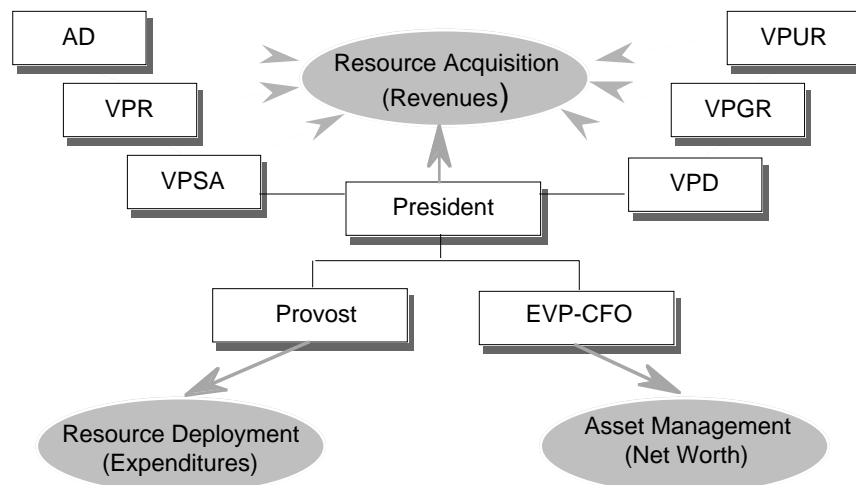 AD
VPUR
Resource Acquisition
(Revenues)
VPR
VPGR
VPSA
VPD
President
Provost
EVP-CFO
Resource Deployment
(Expenditures)
Asset Management
(Net Worth)